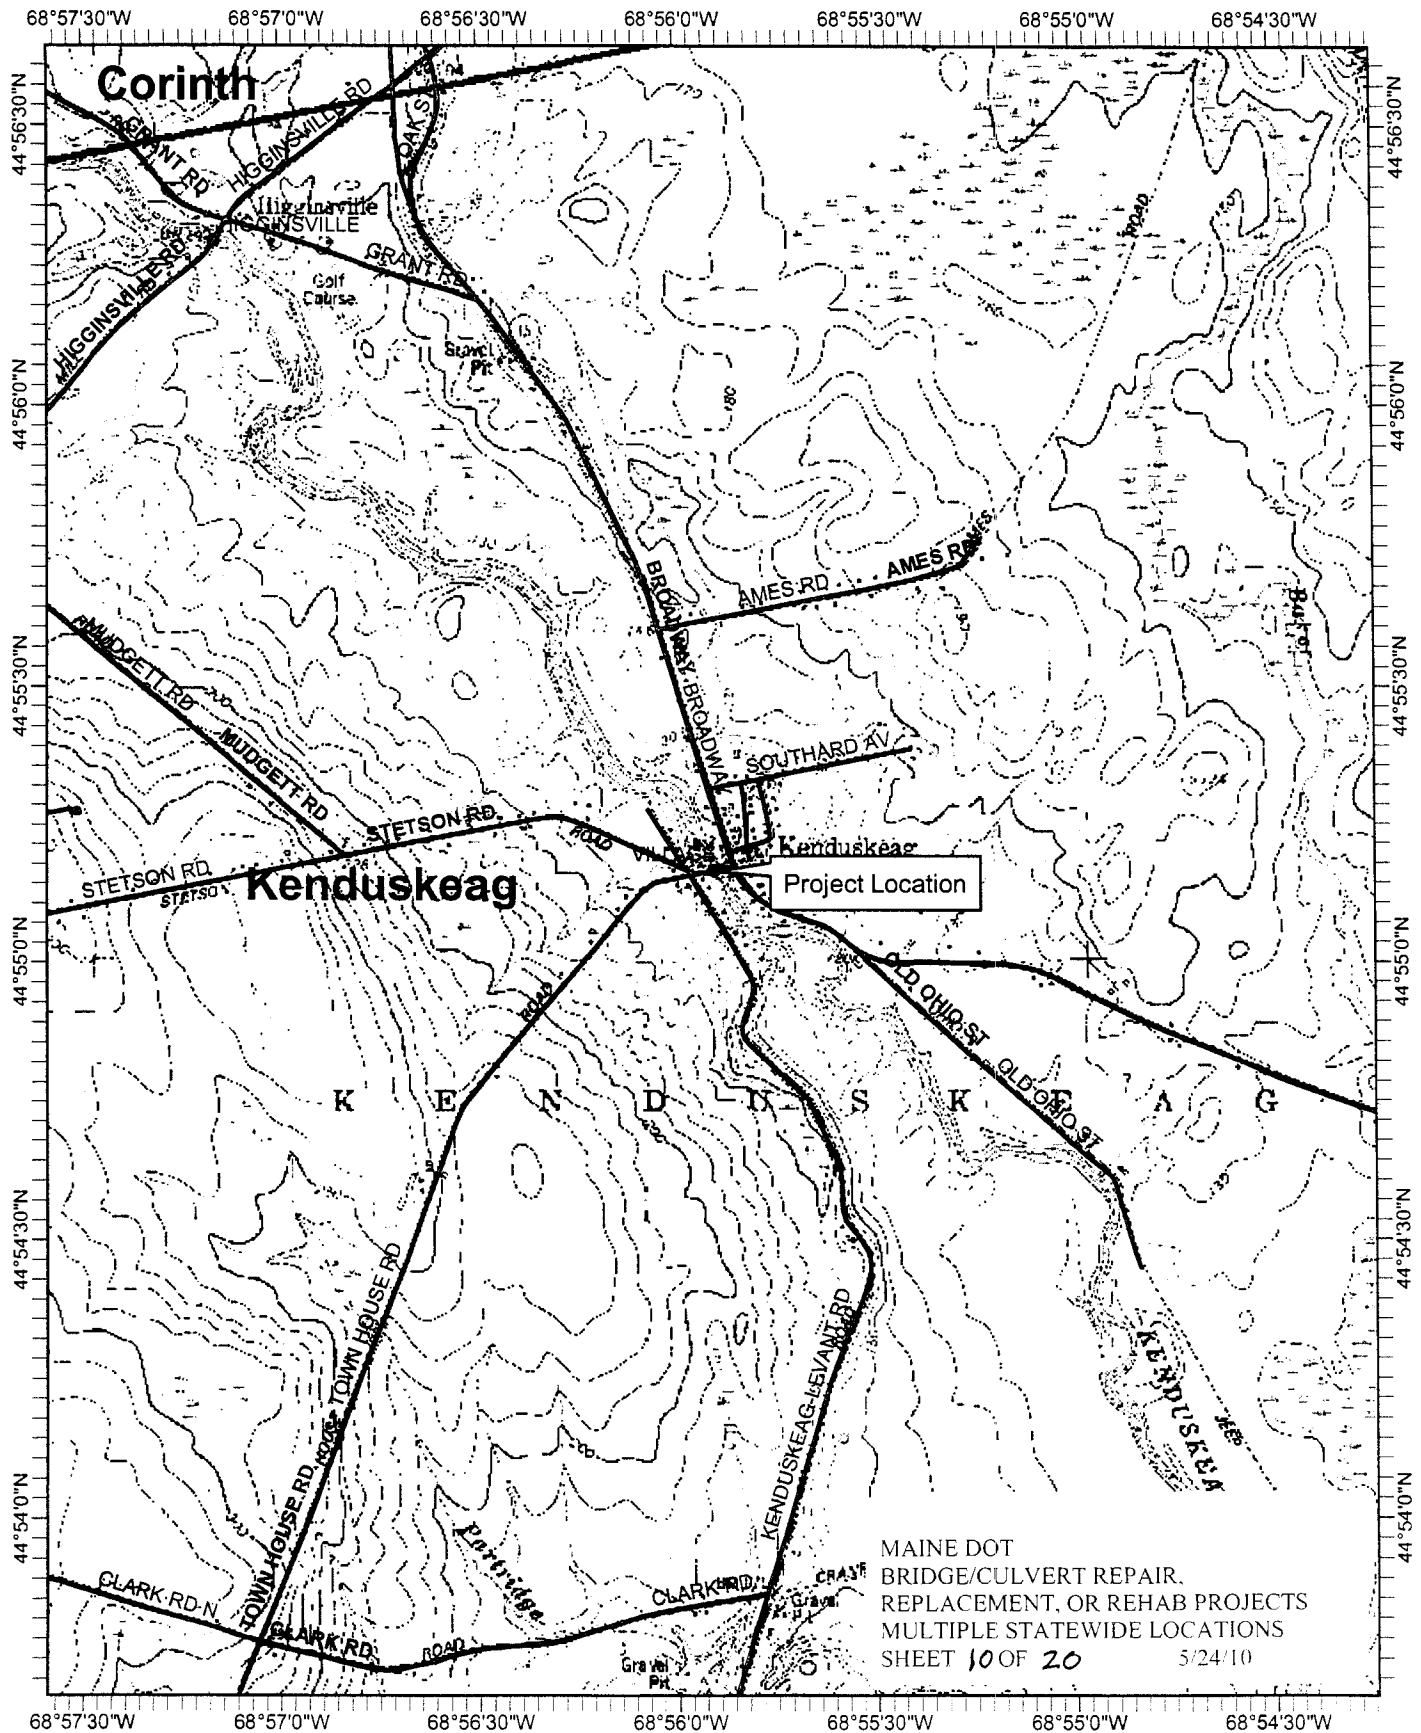 68°57'30"W 68°57'0"W 68°56'30"W 68°56'0"W 68°55'30"W 68°55'0"W 68°54'30"W
44°56'30"N
44°56'30"N
Corinth
GRANT RD
HIGGINSVILLE RD
OAK ST
Higginsville
HIGGINSVILLE RD
GRANT RD
Golf
Course
Gravel
Pit
ROAD
44°56'0"N
44°56'0"N
180
BROADWAY
AMES RD
AMES RD
44°55'30"N
44°55'30"N
MUDGETT RD
MUDGETT RD
BROADWA
SOUTHARD AV
STETSON RD
ROAD
STETSON RD
Kenduskeag
Kenduskeag
Project Location
44°55'0"N
44°55'0"N
OLD OHIO ST
OLD OHIO ST
ROAD
K E N D U S K E A G
44°54'30"N
44°54'30"N
TOWN HOUSE RD
KENDUSKEAG-LEVANT RD
KENDUSKEA
JEEP
TOWN HOUSE RD
44°54'0"N
44°54'0"N
Partridge
CLARK RD N
CLARK RD
CLARK RD
ROAD
Gravel
Pit
MAINE DOT
BRIDGE/CULVERT REPAIR,
REPLACEMENT, OR REHAB PROJECTS
MULTIPLE STATEWIDE LOCATIONS
SHEET 10 OF 20 5/24/10
68°57'30"W 68°57'0"W 68°56'30"W 68°56'0"W 68°55'30"W 68°55'0"W 68°54'30"W